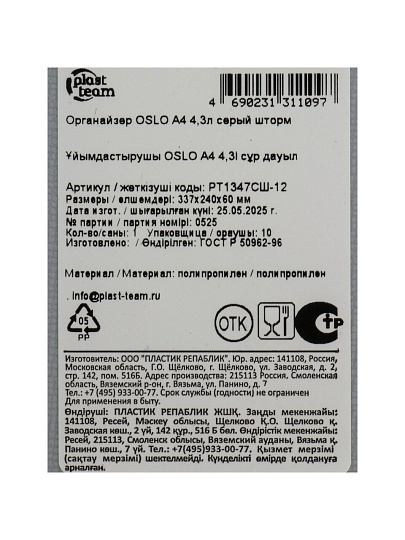 plast team
4 690231 311097
Органайзер OSLO A4 4,3л серый шторм
Ұйымдастырушы OSLO A4 4,3l сұр дауыл
Артикул / жеткізуші коды: PT1347СШ-12
Размеры / өлшемдері: 337х240х60 мм
Дата изгот. / шығарылған күні: 25.05.2025 г.
№ партии / партия нөмірі: 0525
Кол-во/саны: 1 Упаковщица / ораушы: 10
Изготовлено: / Өндірілген: ГОСТ Р 50962-96
Материал / Материал: полипропилен / полипропилен
. info@plast-team.ru
05
PP
ОТК
СТР
Изготовитель: ООО "ПЛАСТИК РЕПАБЛИК". Юр. адрес: 141108, Россия,
Московская область, Г.О. Щёлково, г. Щёлково, ул. Заводская, д. 2,
стр. 142, пом. 516Б. Адрес производства: 215113 Россия, Смоленская
область, Вяземский р-он, г. Вязьма, ул. Панино, д. 7
Тел. +7 (495) 933-00-77. Срок службы (годности) не ограничен
Для применения в быту.
Өндіруші: ПЛАСТИК РЕПАБЛИК ЖШҚ. Заңды мекенжайы:
141108, Ресей, Мәскеу облысы, Щелково Қ.О. Щелково қ.
Заводская көш., 2 үй, 142 құр., 516 Б бөл. Өндірістік мекенжайы:
Ресей, 215113, Смоленск облысы, Вязьма ауданы, Вязьма қ.
Панино көш., 7 үй. Тел.: +7(495)933-00-77. Қызмет мерзімі
(сақтау мерзімі) шектелмейді. Күнделікті өмірде қолдануға
арналған.